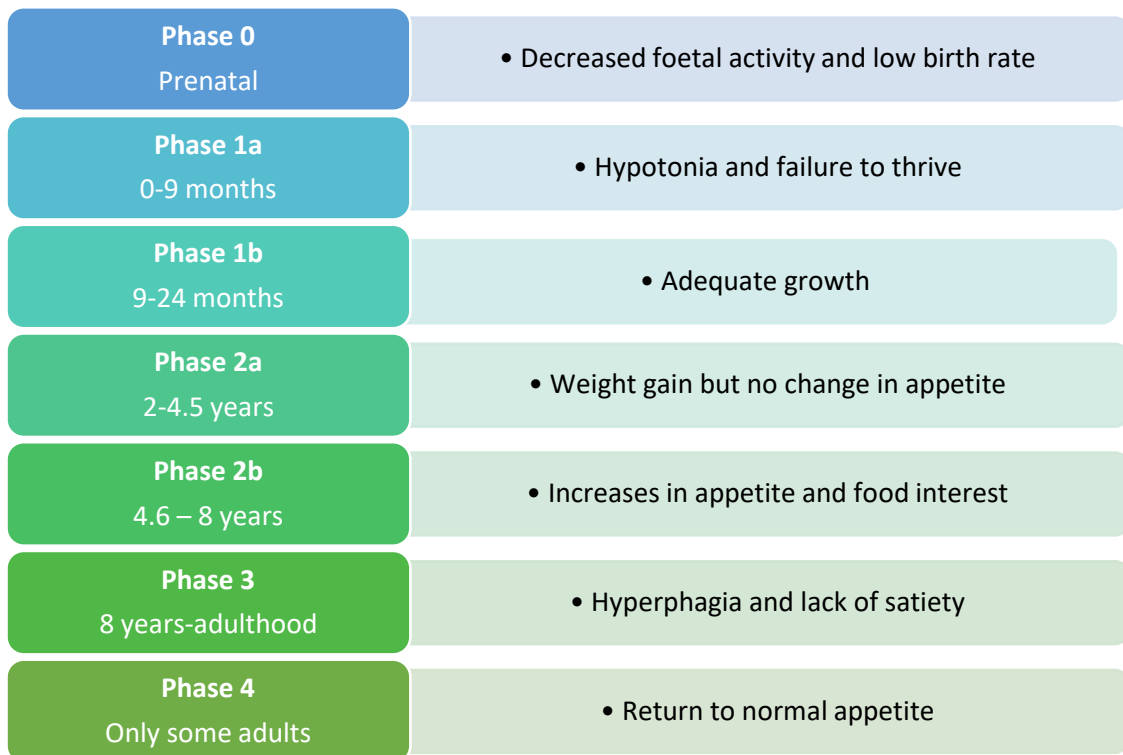 Phase 0
Prenatal
• Decreased foetal activity and low birth rate
Phase 1a
0-9 months
• Hypotonia and failure to thrive
Phase 1b
9-24 months
• Adequate growth
Phase 2a
2-4.5 years
• Weight gain but no change in appetite
Phase 2b
4.6 – 8 years
• Increases in appetite and food interest
Phase 3
8 years-adulthood
• Hyperphagia and lack of satiety
Phase 4
Only some adults
• Return to normal appetite